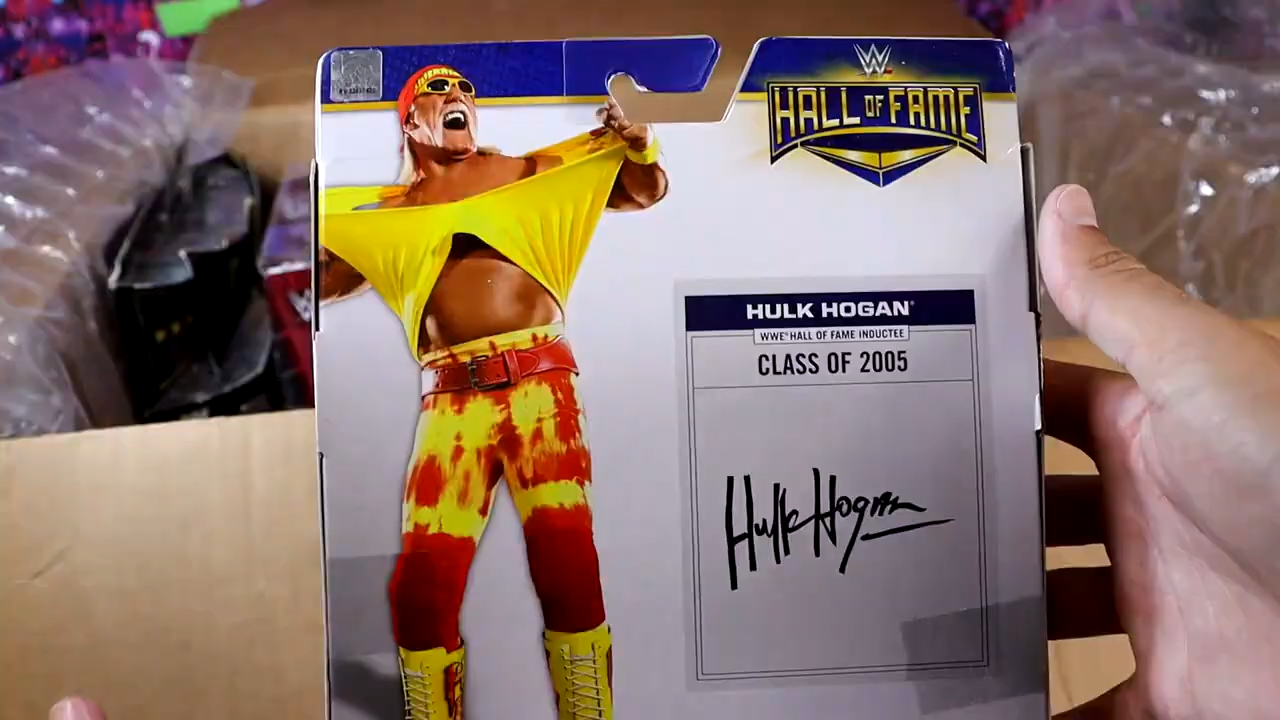 W
HALL OF FAME
HULK HOGAN®
WWE® HALL OF FAME INDUCTEE
CLASS OF 2005
Hulk Hogan